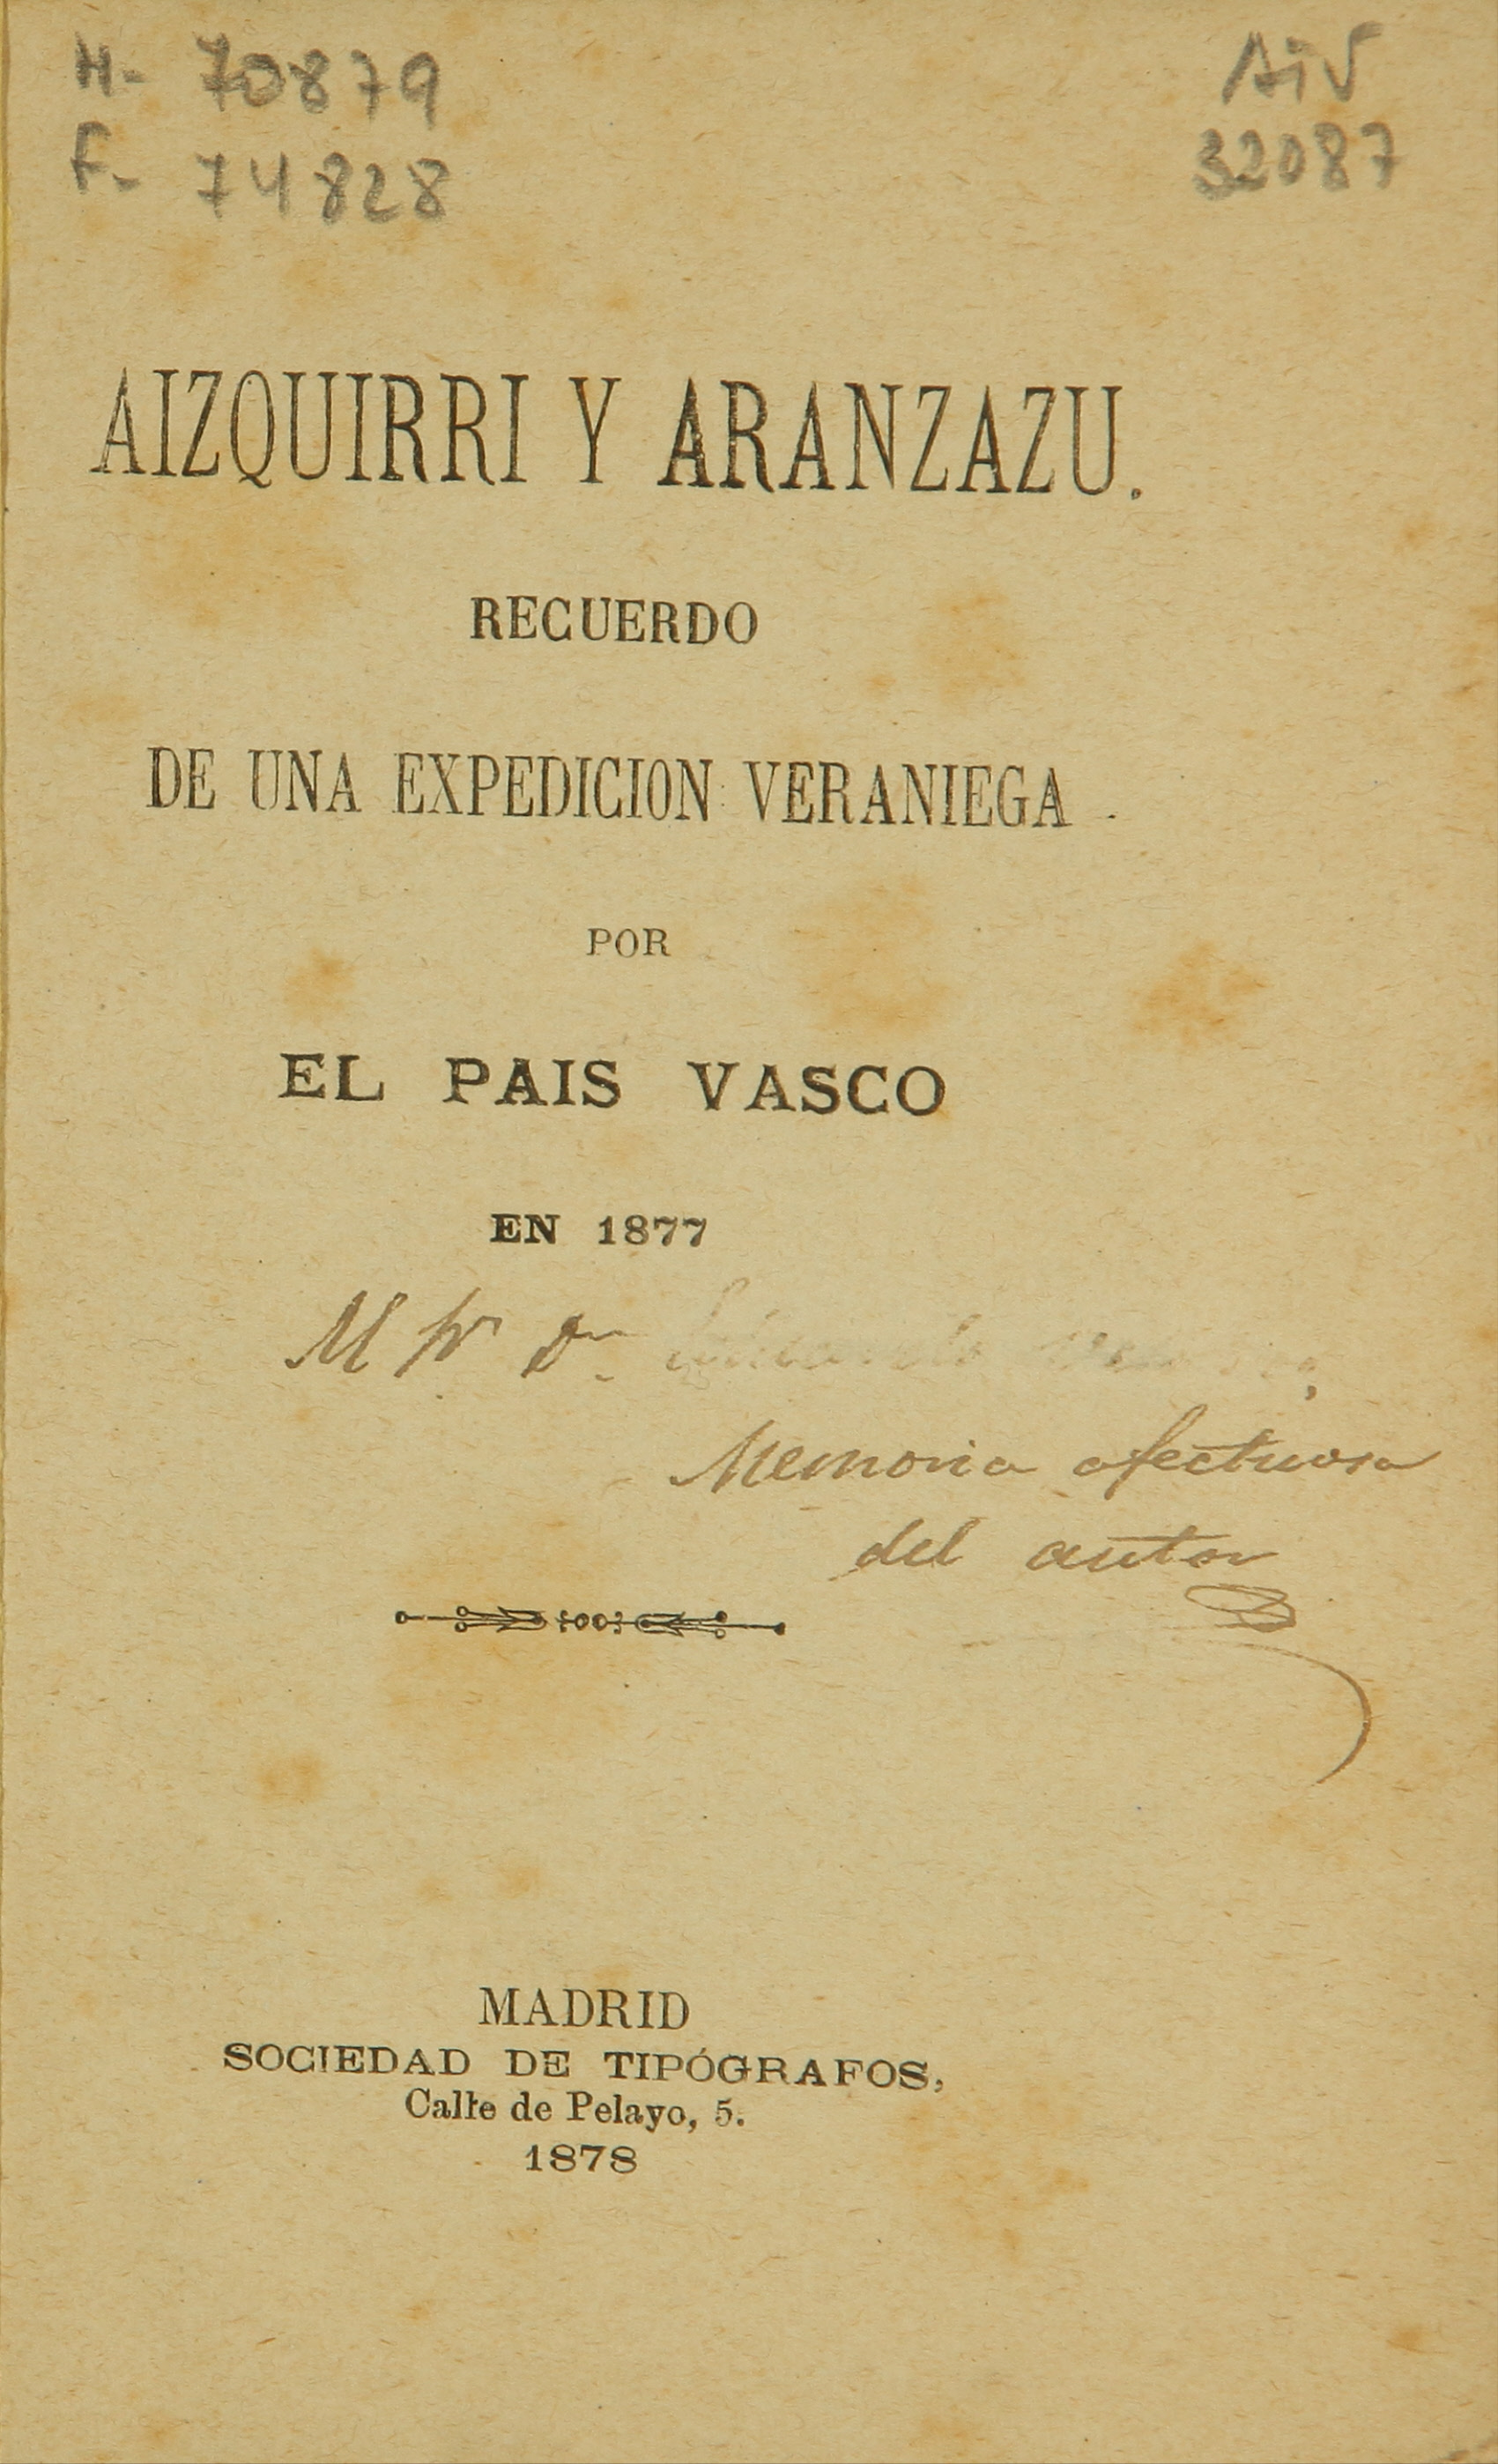 H- 70879
F- 74828
AiV
32087
AIZQUIRRI Y ARANZAZU.
RECUERDO
DE UNA EXPEDICION VERANIEGA
POR
EL PAIS VASCO
EN 1877
Memoria afectuosa
del autor
MADRID
SOCIEDAD DE TIPÓGRAFOS,
Calle de Pelayo, 5.
1878